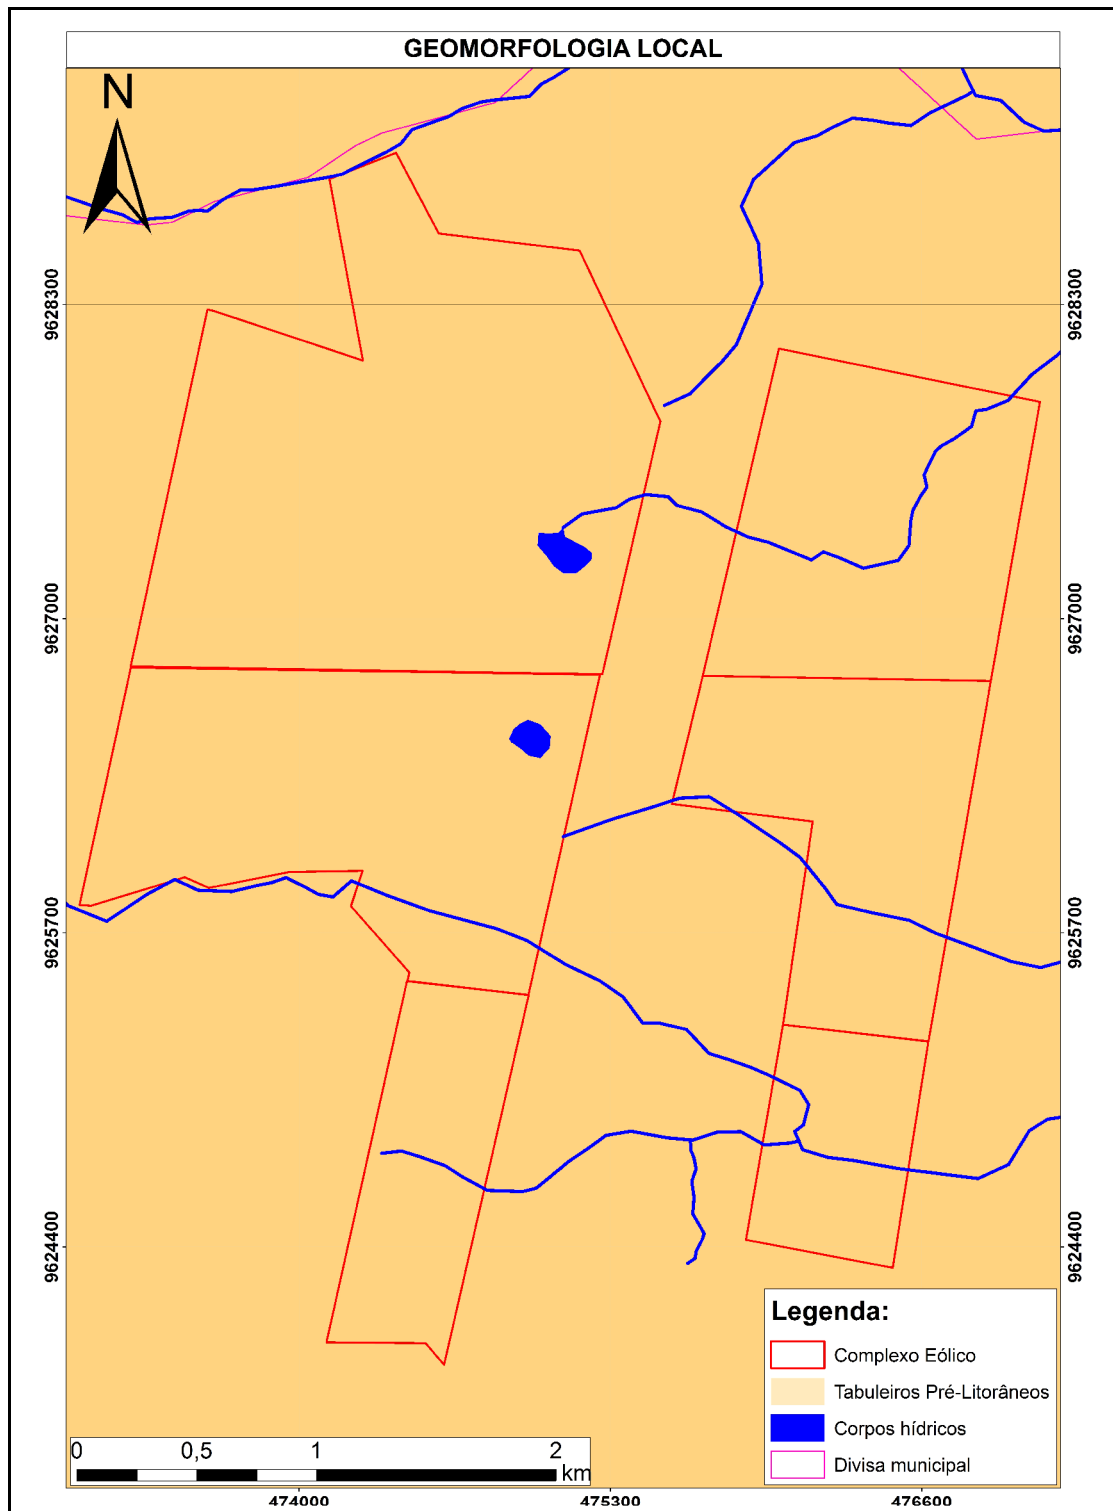 GEOMORFOLOGIA LOCAL
N
9628300
9628300
9627000
9627000
9625700
9625700
9624400
9624400
Legenda:
Complexo Eólico
Tabuleiros Pré-Litorâneos
Corpos hídricos
Divisa municipal
0 0,5 1 2
km
474000 475300 476600